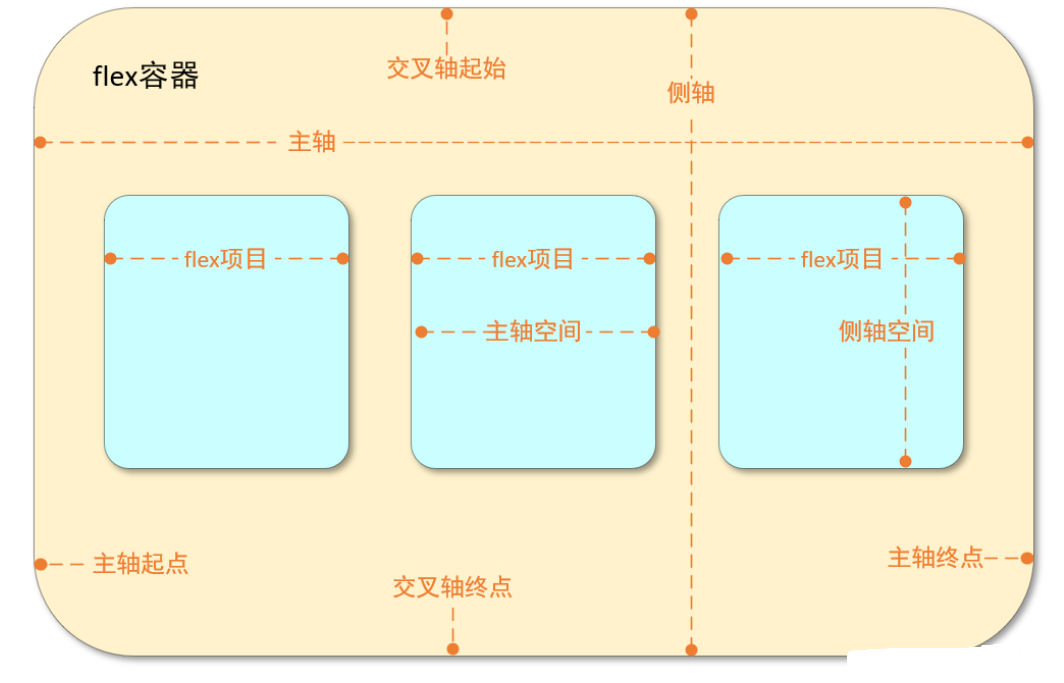 交叉轴起始
flex容器
侧轴
主轴
flex项目
flex项目
flex项目
主轴空间
侧轴空间
主轴起点
主轴终点
交叉轴终点